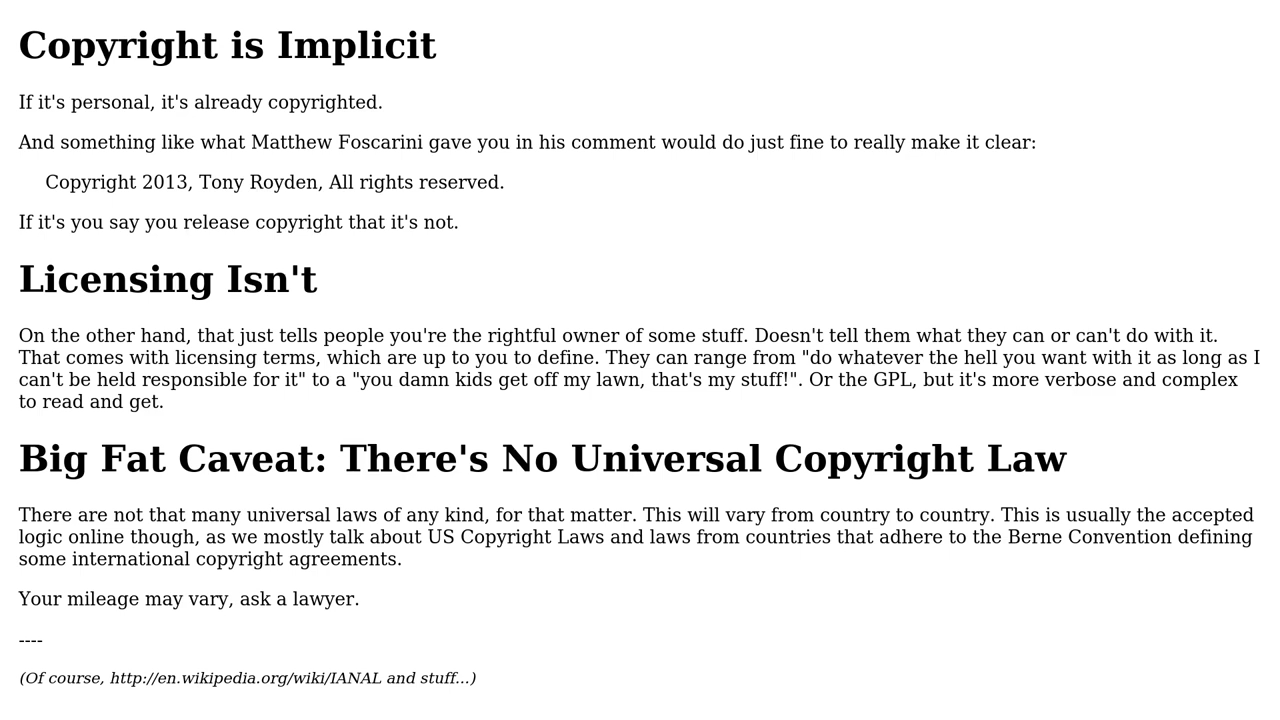 Copyright is Implicit
If it's personal, it's already copyrighted.
And something like what Matthew Foscarini gave you in his comment would do just fine to really make it clear:
Copyright 2013, Tony Royden, All rights reserved.
If it's you say you release copyright that it's not.
Licensing Isn't
On the other hand, that just tells people you're the rightful owner of some stuff. Doesn't tell them what they can or can't do with it.
That comes with licensing terms, which are up to you to define. They can range from "do whatever the hell you want with it as long as I
can't be held responsible for it" to a "you damn kids get off my lawn, that's my stuff!". Or the GPL, but it's more verbose and complex
to read and get.
Big Fat Caveat: There's No Universal Copyright Law
There are not that many universal laws of any kind, for that matter. This will vary from country to country. This is usually the accepted
logic online though, as we mostly talk about US Copyright Laws and laws from countries that adhere to the Berne Convention defining
some international copyright agreements.
Your mileage may vary, ask a lawyer.
----
(Of course, http://en.wikipedia.org/wiki/IANAL and stuff...)